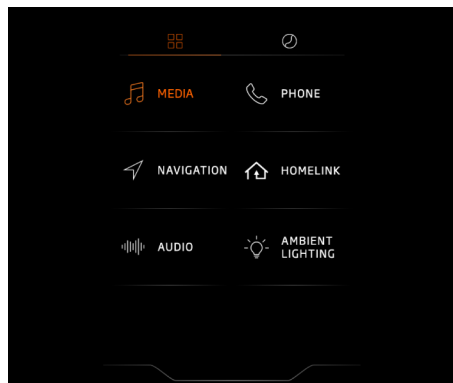 MEDIA
PHONE
NAVIGATION
HOMELINK
AUDIO
AMBIENT
LIGHTING